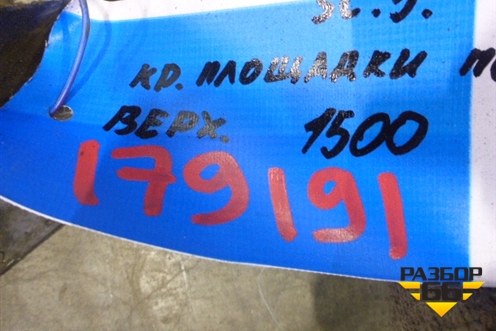 кр. площадки
верх. 1500
179191
РАЗБОР
66